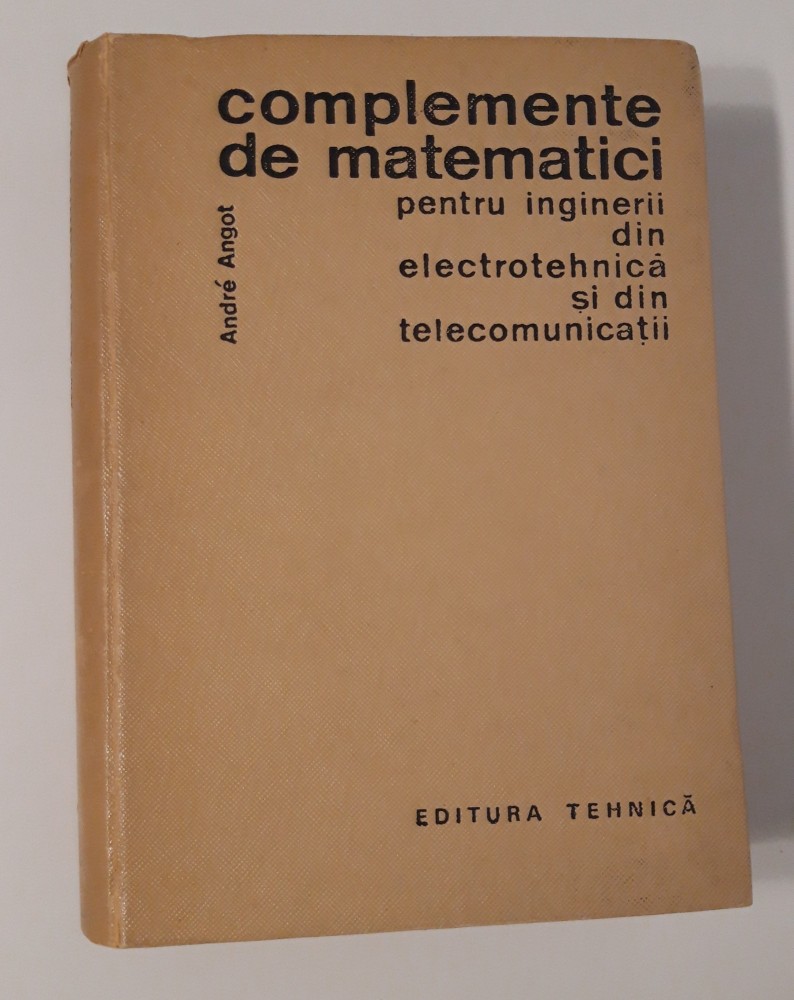 complemente
de matematici
pentru inginerii
din
electrotehnică
și din
telecomunicații
André Angot
EDITURA TEHNICĂ